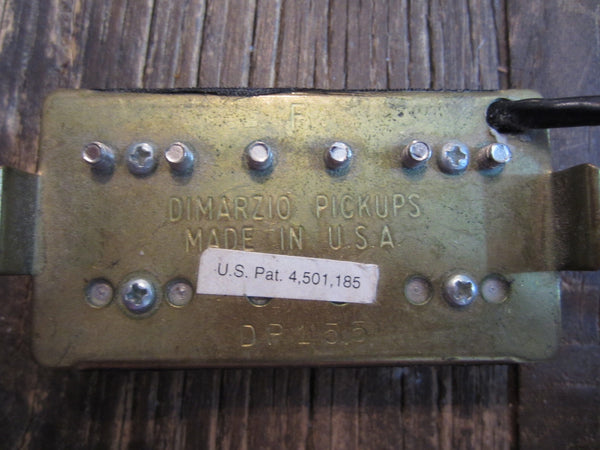 F
DIMARZIO PICKUPS
MADE IN U.S.A
U.S. Pat. 4,501,185
DP155